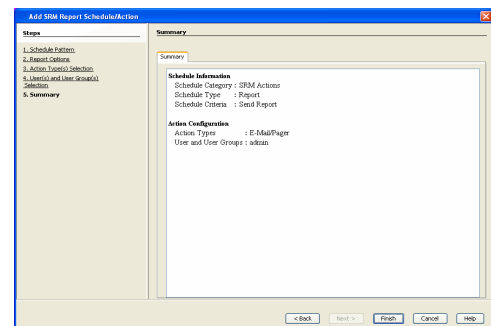 Add SRM Report Schedule/Action
Steps
1. Schedule Pattern
2. Report Options
3. Action Type(s) Selection
4. User(s) and User Group(s)
Selection
5. Summary
Summary
Summary
Schedule Information
Schedule Category : SRM Actions
Schedule Type : Report
Schedule Criteria : Send Report
Action Configuration
Action Types : E-Mail/Pager
User and User Groups : admin
< Back
Next >
Finish
Cancel
Help